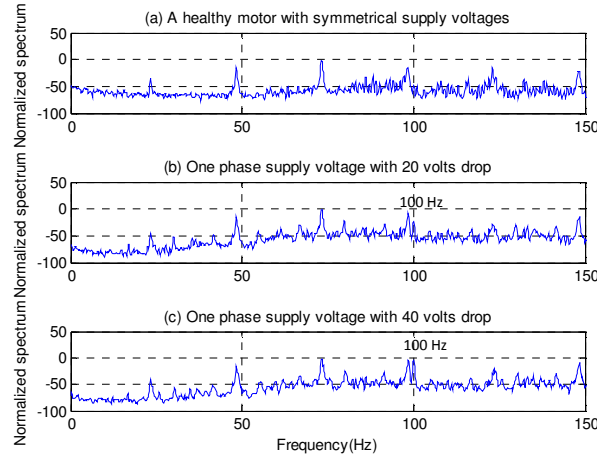 (a) A healthy motor with symmetrical supply voltages
Normalized spectrum
50
0
-50
-100
0
50
100
150
(b) One phase supply voltage with 20 volts drop
Normalized spectrum
50
0
-50
-100
100 Hz
0
50
100
150
(c) One phase supply voltage with 40 volts drop
Normalized spectrum
50
0
-50
-100
100 Hz
0
50
100
150
Frequency(Hz)